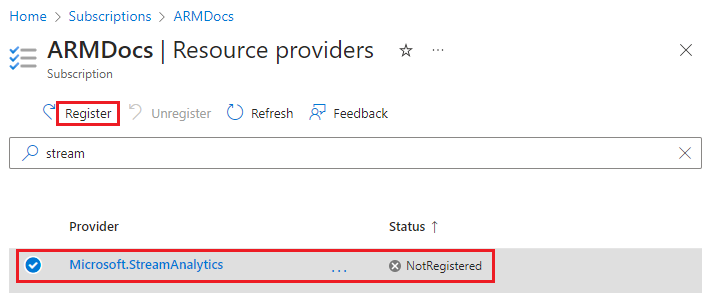 Home > Subscriptions > ARMDocs
ARMDocs | Resource providers
Subscription
Register Unregister Refresh Feedback
stream
Provider Status ↑
Microsoft.StreamAnalytics ... NotRegistered